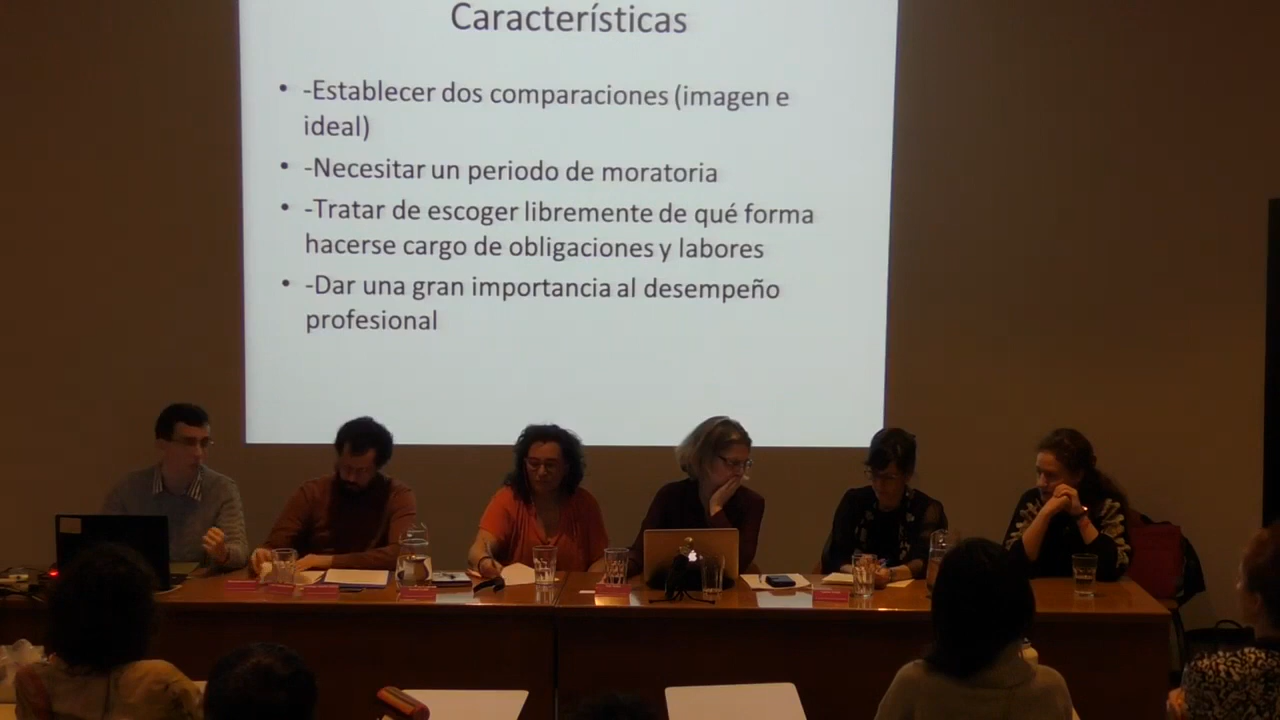 Características
• -Establecer dos comparaciones (imagen e
ideal)
• -Necesitar un periodo de moratoria
• -Tratar de escoger libremente de qué forma
hacerse cargo de obligaciones y labores
• -Dar una gran importancia al desempeño
profesional